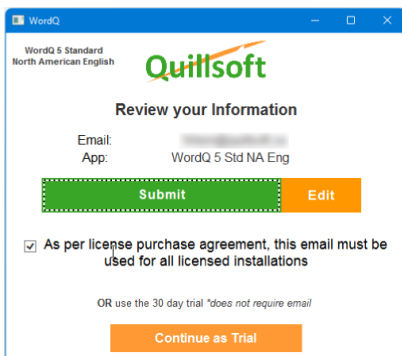 WordQ
WordQ 5 Standard
North American English
Quillsoft
Review your Information
Email:
App: WordQ 5 Std NA Eng
Submit Edit
As per license purchase agreement, this email must be
used for all licensed installations
OR use the 30 day trial *does not require email
Continue as Trial